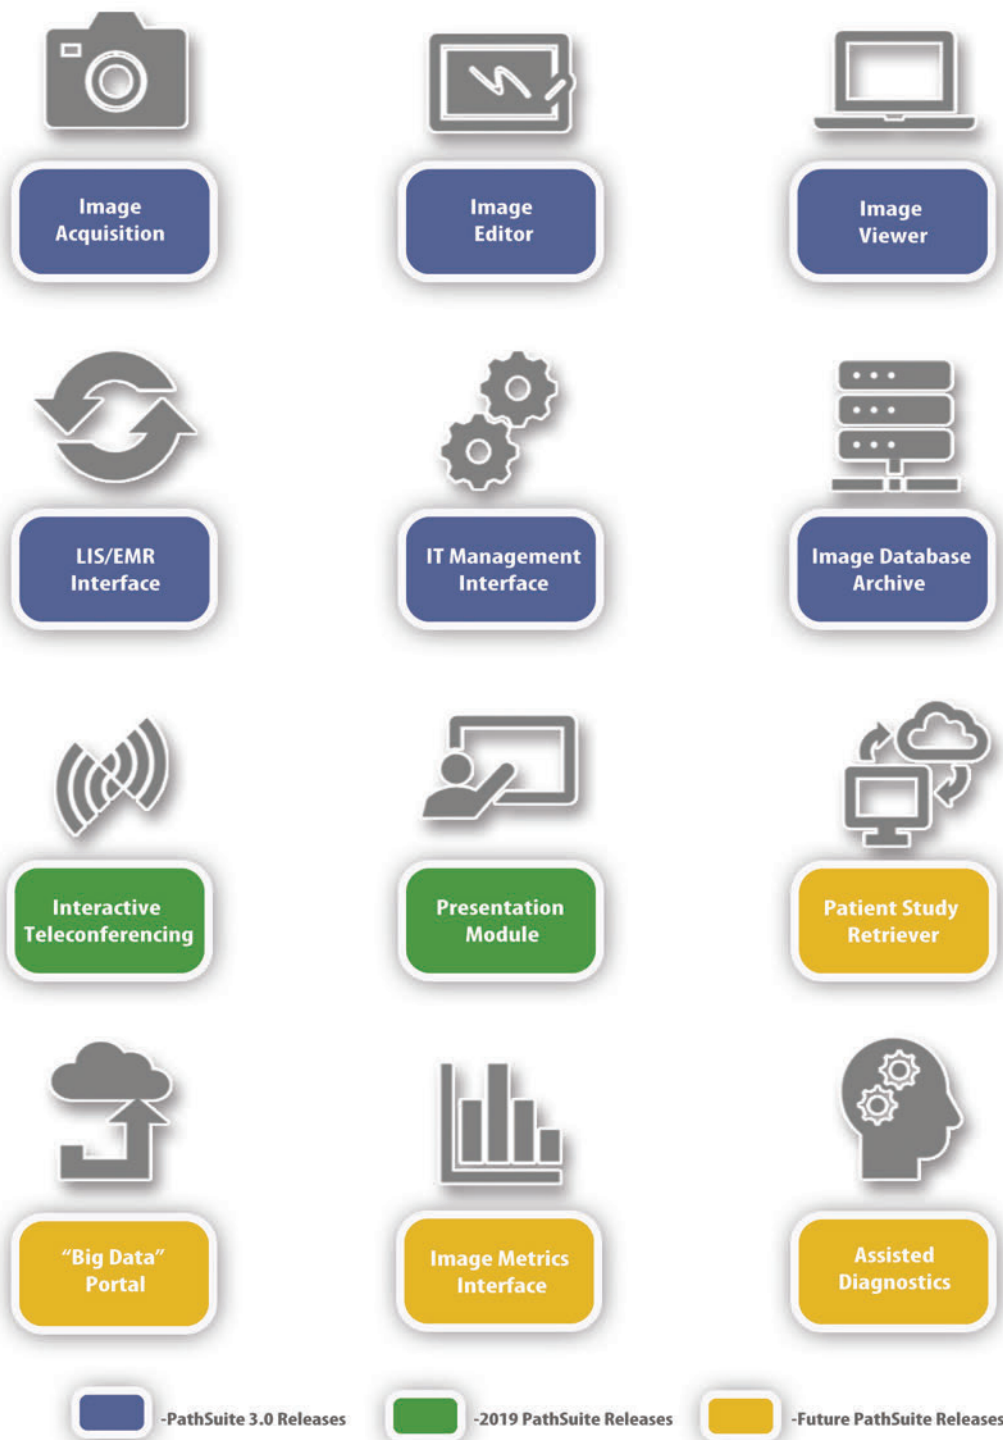 Image
Acquisition
Image
Editor
Image
Viewer
LIS/EMR
Interface
IT Management
Interface
Image Database
Archive
Interactive
Teleconferencing
Presentation
Module
Patient Study
Retriever
“Big Data”
Portal
Image Metrics
Interface
Assisted
Diagnostics
-PathSuite 3.0 Releases
-2019 PathSuite Releases
-Future PathSuite Releases